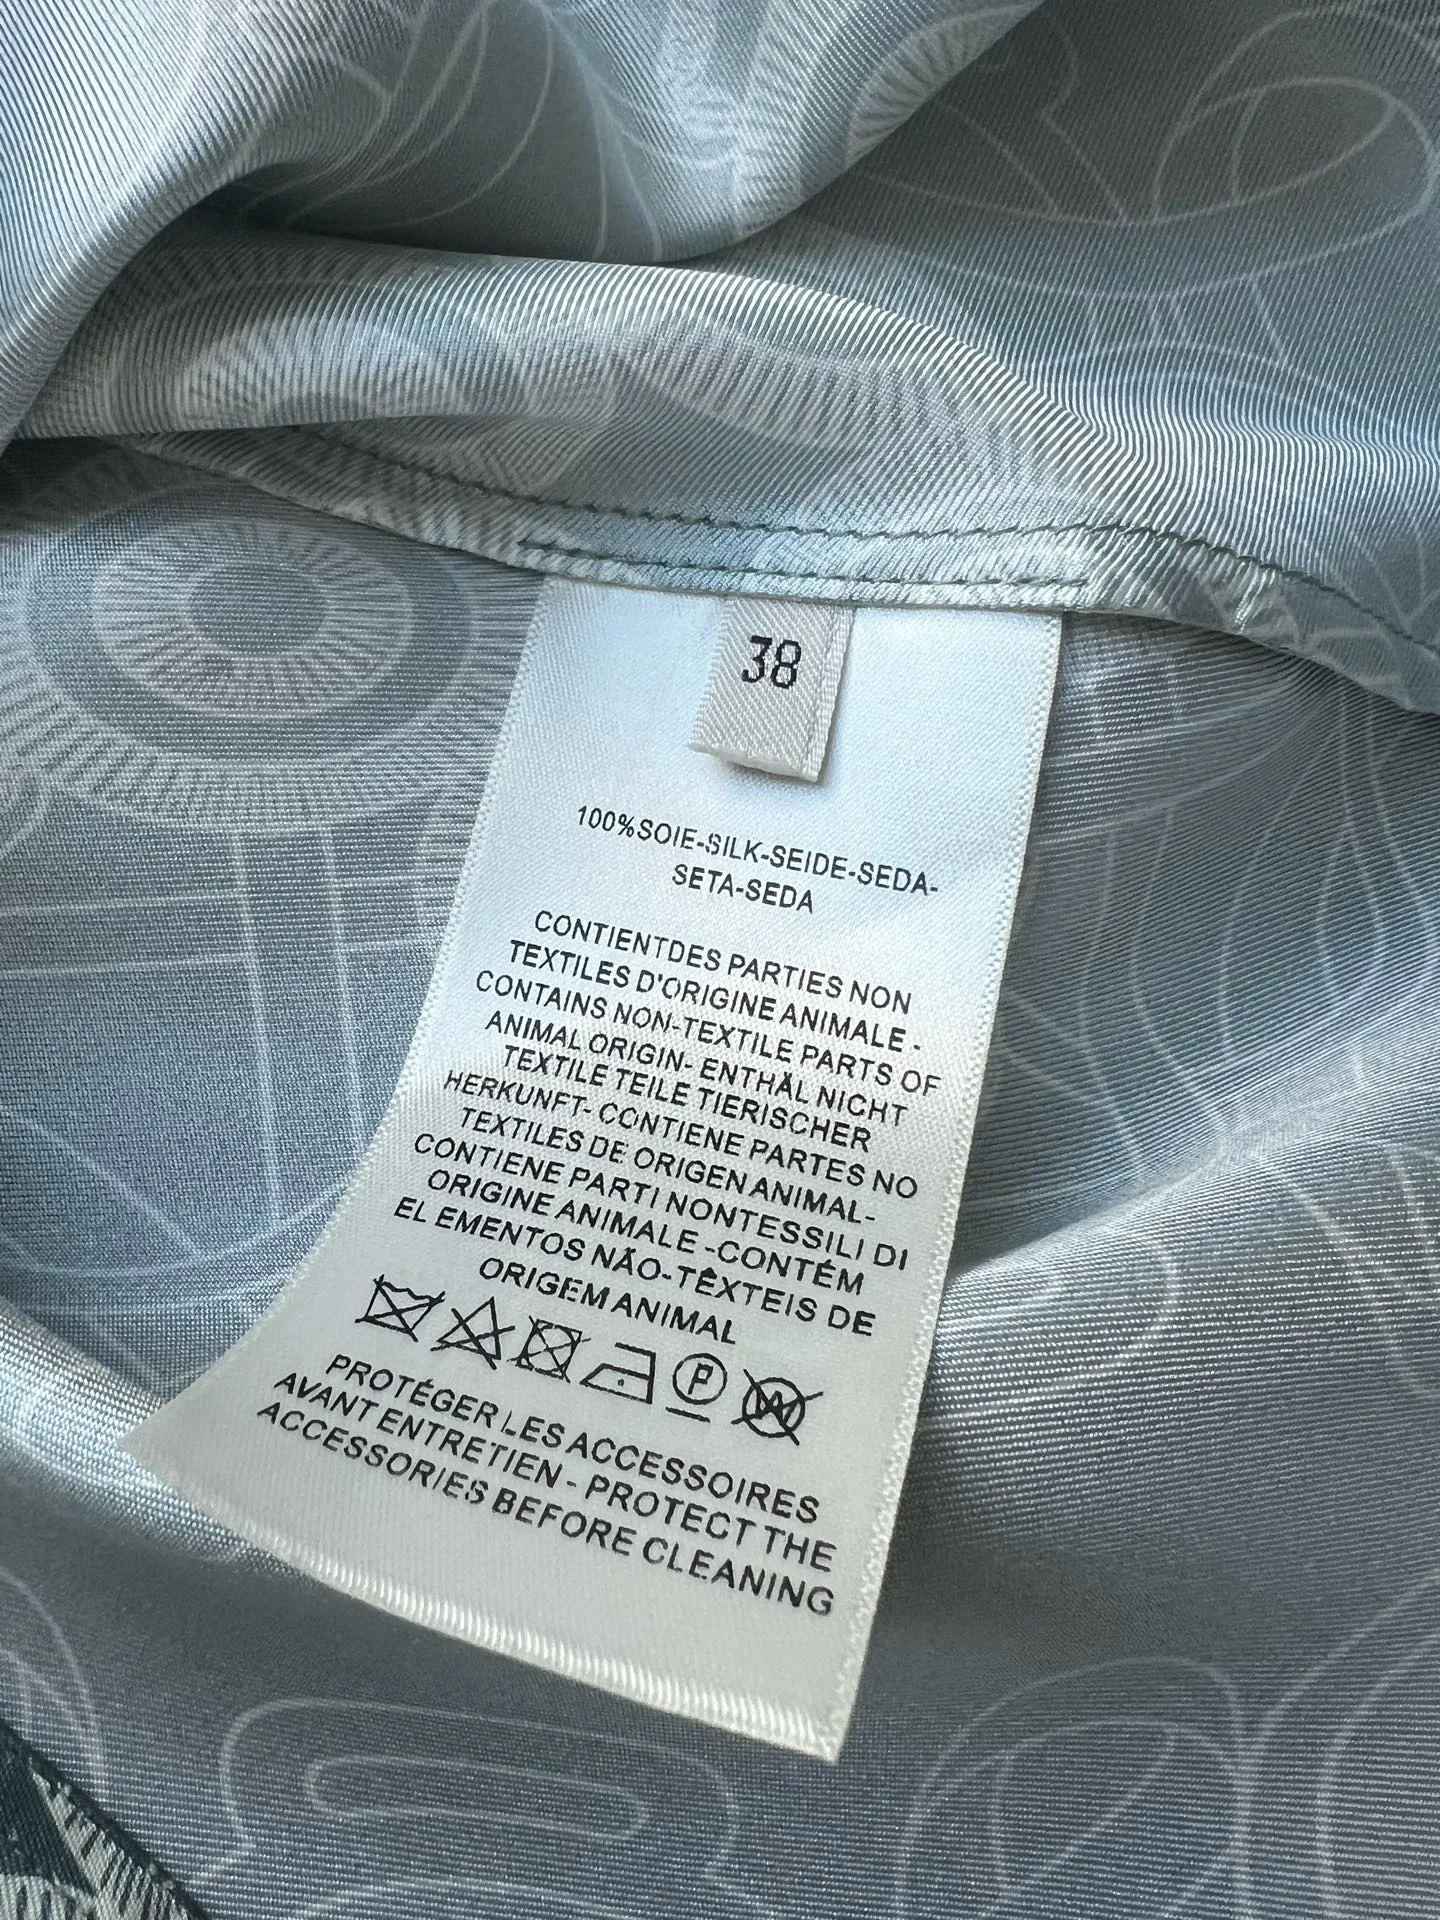 38
100%SOIE-SILK-SEIDE-SEDA-
SETA-SEDA
CONTIENTDES PARTIES NON
TEXTILES D'ORIGINE ANIMALE -
CONTAINS NON-TEXTILE PARTS OF
ANIMAL ORIGIN- ENTHÄL NICHT
TEXTILE TEILE TIERISCHER
HERKUNFT- CONTIENE PARTES NO
TEXTILES DE ORIGEN ANIMAL-
CONTIENE PARTI NONTESSILI DI
ORIGINE ANIMALE -CONTÉM
EL EMENTOS NÃO-TÊXTEIS DE
ORIGEM ANIMAL
P W
PROTÉGER LES ACCESSOIRES
AVANT ENTRETIEN - PROTECT THE
ACCESSORIES BEFORE CLEANING